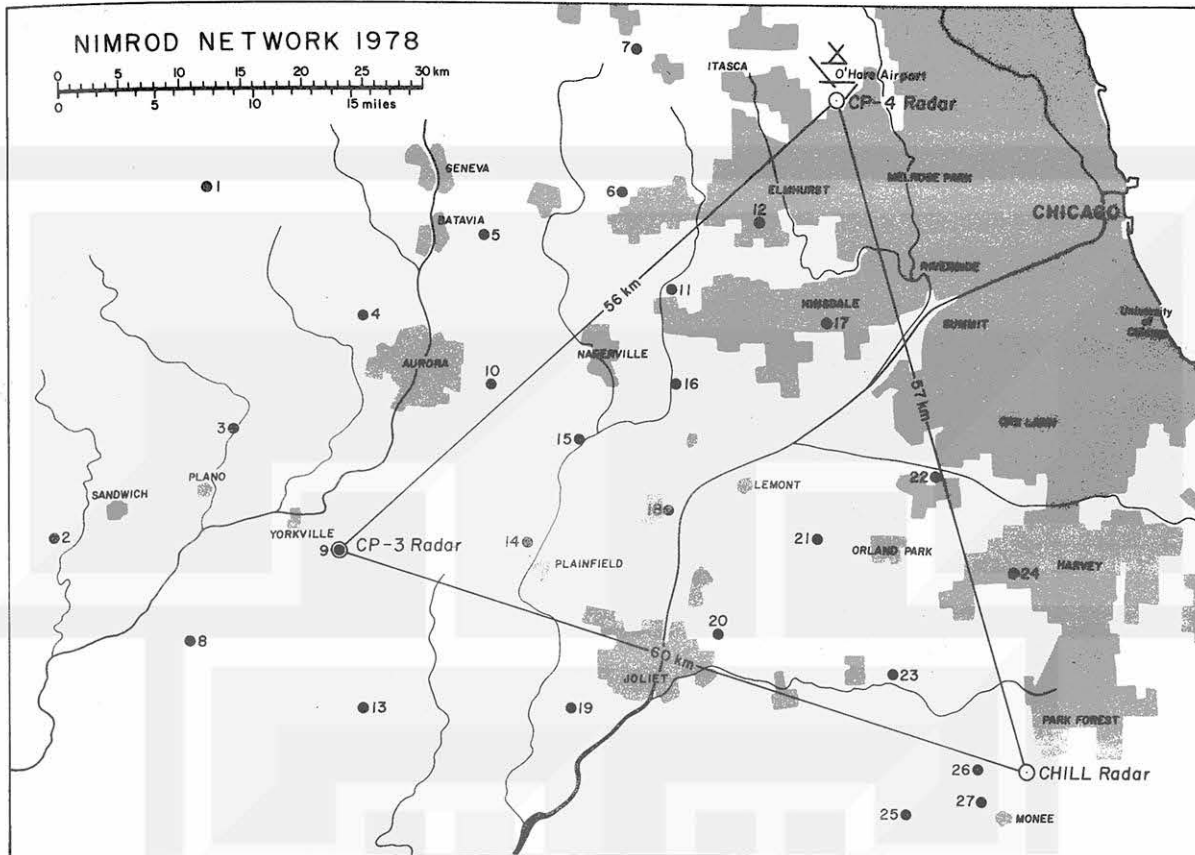 NIMROD NETWORK 1978
0 5 10 15 20 25 30 km
0 5 10 15 miles
7
ITASCA
O'Hare Airport
CP-4 Radar
GENEVA
1
6
ELMHURST
MELROSE PARK
BATAVIA
12
CHICAGO
5
RIVERSIDE
11
56 km
HINSDALE
4
17
SUMMIT
University
of
Chicago
AURORA
NAPERVILLE
10
16
57 km
3
15
OAK LAWN
PLANO
SANDWICH
22
LEMONT
18
YORKVILLE
2
9
CP-3 Radar
14
21
ORLAND PARK
PLAINFIELD
24
HARVEY
8
20
60 km
23
JOLIET
13
19
PARK FOREST
26
CHILL Radar
27
25
MONEE